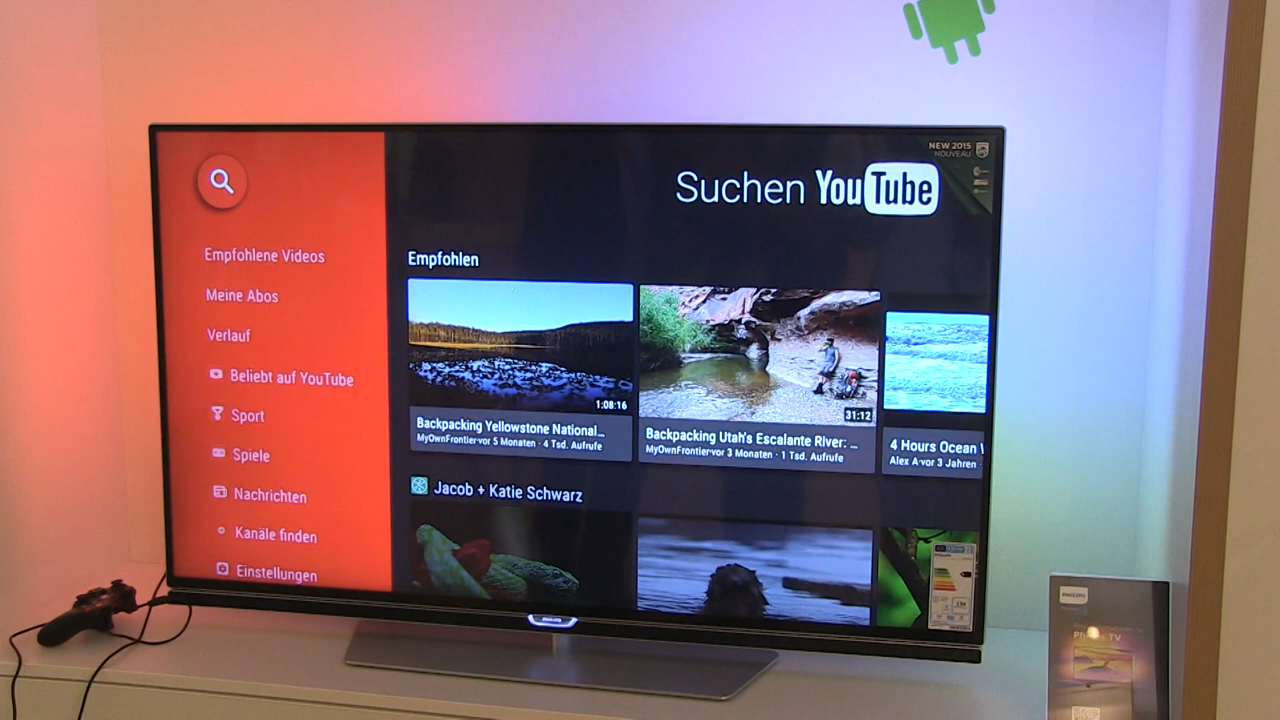 NEW 2015
NOUVEAU
Suchen YouTube
Empfohlene Videos
Meine Abos
Verlauf
Beliebt auf YouTube
Sport
Spiele
Nachrichten
Kanäle finden
Einstellungen
Empfohlen
1:08:16
Backpacking Yellowstone National...
MyOwnFrontier·vor 5 Monaten · 4 Tsd. Aufrufe
31:12
Backpacking Utah's Escalante River: ...
MyOwnFrontier·vor 3 Monaten · 1 Tsd. Aufrufe
4 Hours Ocean
Alex A·vor 3 Jahren ·
Jacob + Katie Schwarz
PHILIPS
PHILIPS
TV